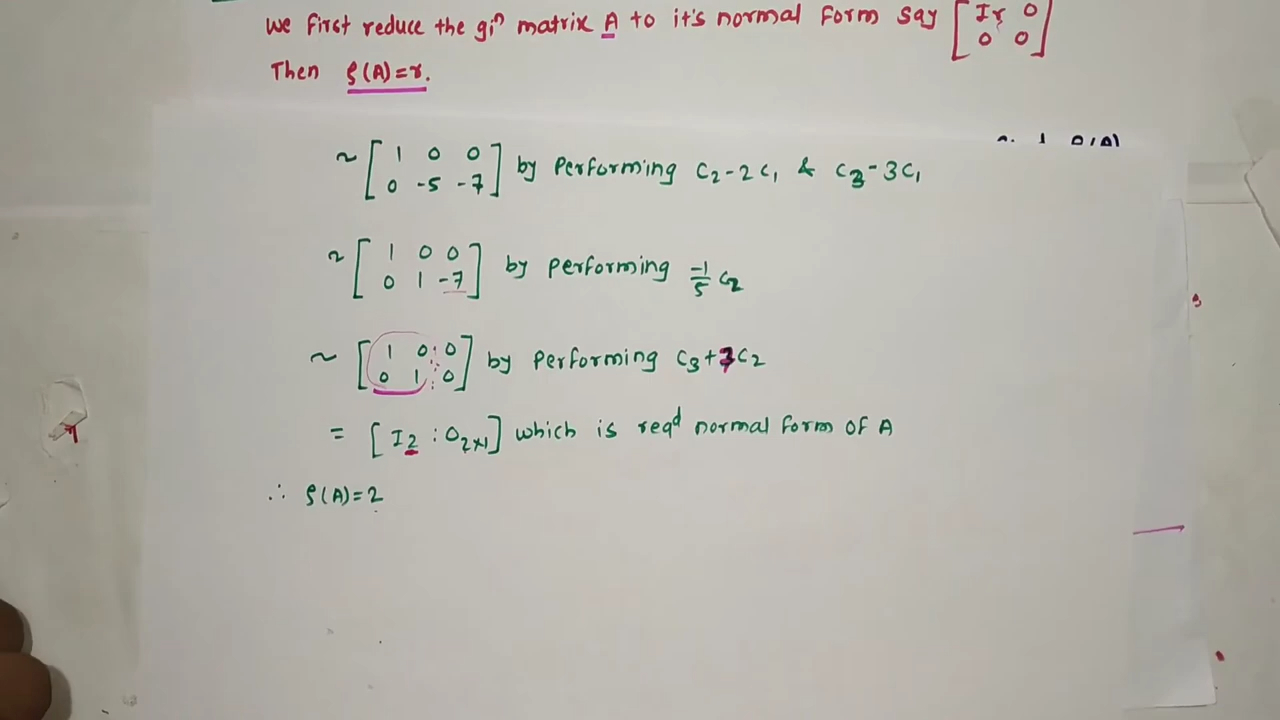 We first reduce the giⁿ matrix A to it's normal form say [Ir 0
0 0]
Then ρ(A)=r.
~ [1 0 0
0 -5 -7] by performing C₂-2C₁ & C₃-3C₁
~ [1 0 0
0 1 -7] by performing -1/5 C₂
~ [1 0 : 0
0 1 : 0] by performing C₃+7C₂
= [I₂ : O₂ₓ₁] which is reqᵈ normal form of A
∴ ρ(A)=2